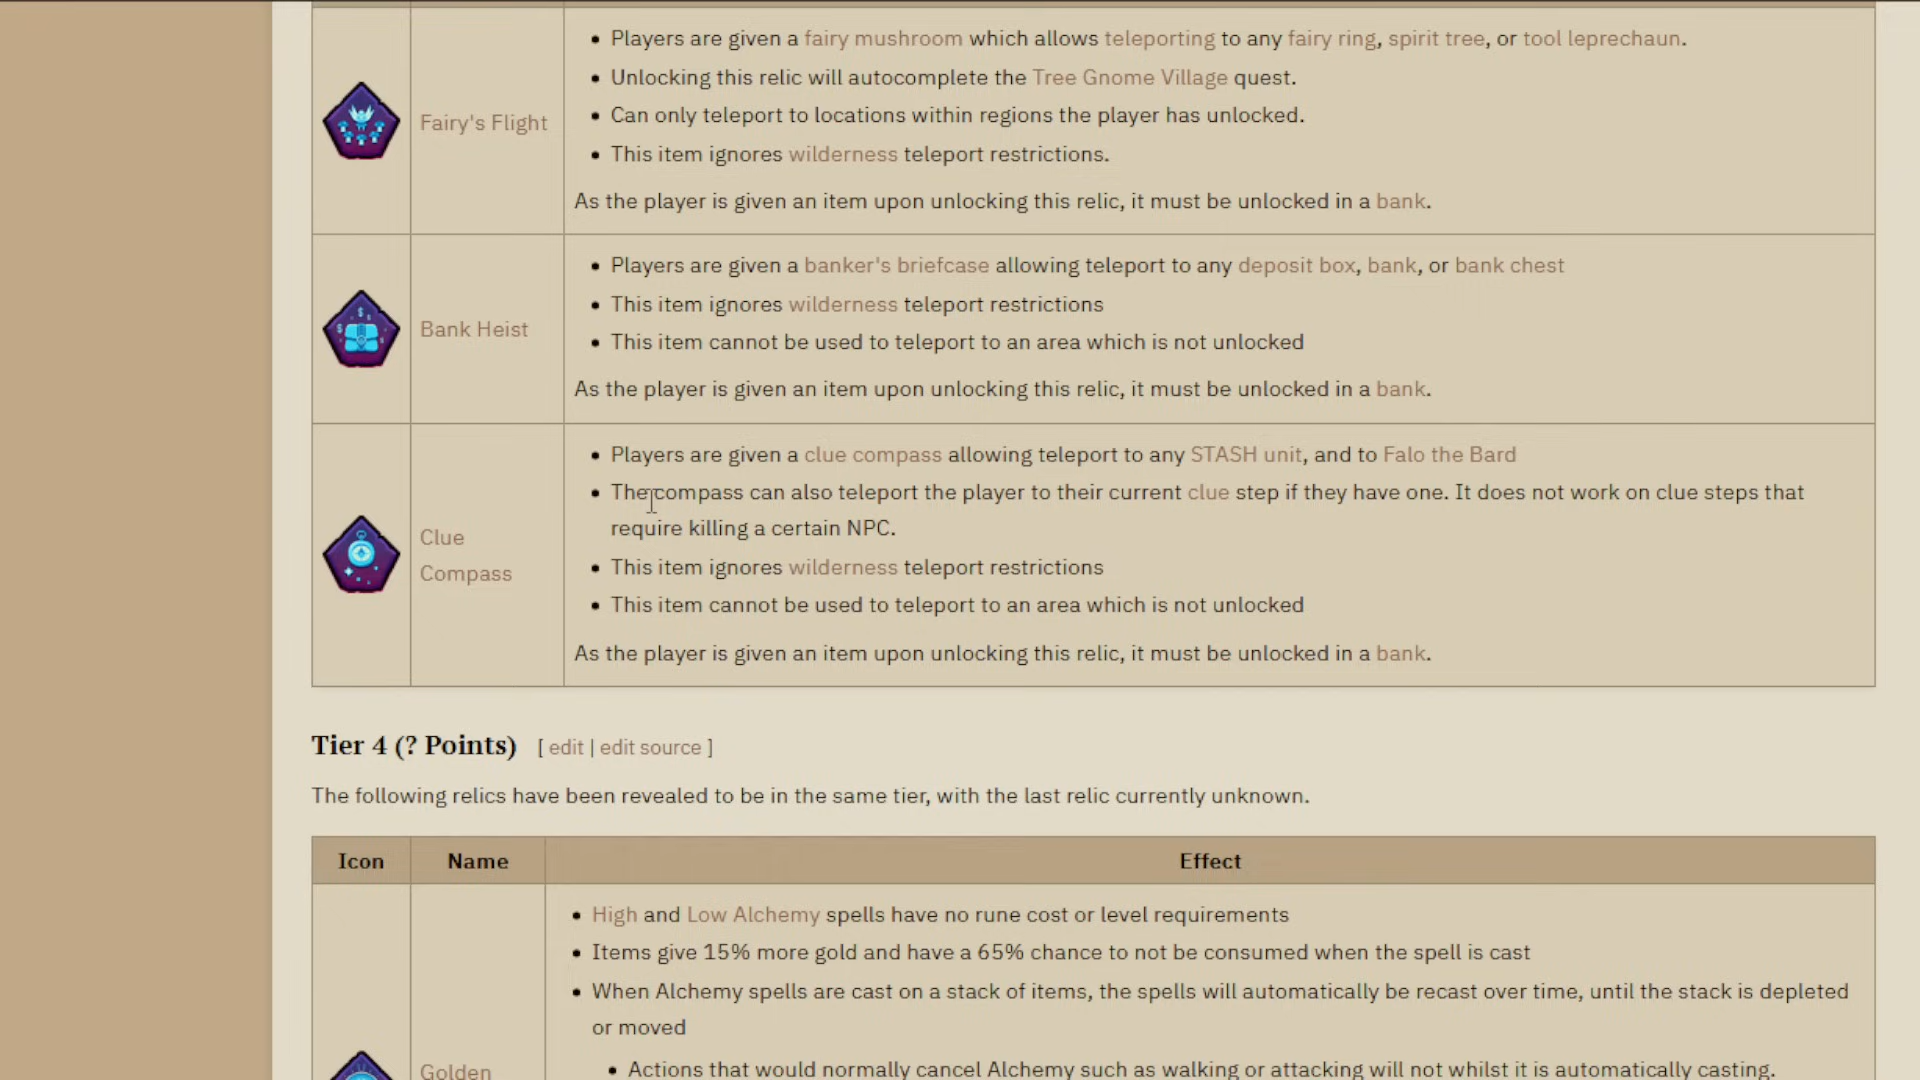 Players are given a fairy mushroom which allows teleporting to any fairy ring, spirit tree, or tool leprechaun.
Unlocking this relic will autocomplete the Tree Gnome Village quest.
Fairy's Flight
Can only teleport to locations within regions the player has unlocked.
This item ignores wilderness teleport restrictions.
As the player is given an item upon unlocking this relic, it must be unlocked in a bank.
Players are given a banker's briefcase allowing teleport to any deposit box, bank, or bank chest
This item ignores wilderness teleport restrictions
Bank Heist
This item cannot be used to teleport to an area which is not unlocked
As the player is given an item upon unlocking this relic, it must be unlocked in a bank.
Players are given a clue compass allowing teleport to any STASH unit, and to Falo the Bard
The compass can also teleport the player to their current clue step if they have one. It does not work on clue steps that
require killing a certain NPC.
Clue
Compass
This item ignores wilderness teleport restrictions
This item cannot be used to teleport to an area which is not unlocked
As the player is given an item upon unlocking this relic, it must be unlocked in a bank.
Tier 4 (? Points) [ edit | edit source ]
The following relics have been revealed to be in the same tier, with the last relic currently unknown.
Icon Name Effect
High and Low Alchemy spells have no rune cost or level requirements
Items give 15% more gold and have a 65% chance to not be consumed when the spell is cast
When Alchemy spells are cast on a stack of items, the spells will automatically be recast over time, until the stack is depleted
or moved
Golden
Actions that would normally cancel Alchemy such as walking or attacking will not whilst it is automatically casting.